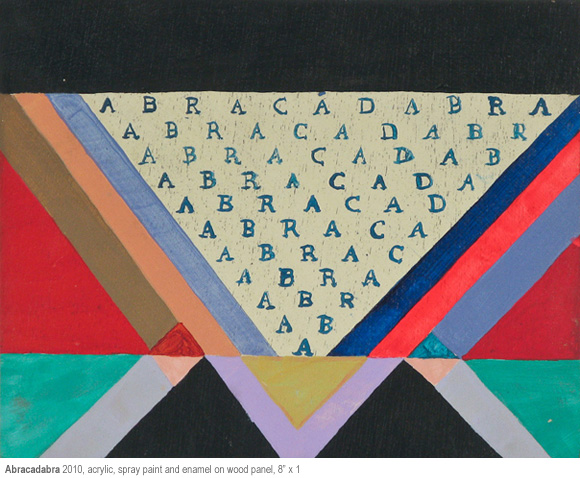 A B R A C A D A B R A
A B R A C A D A B R
A B R A C A D A B
A B R A C A D A
A B R A C A D
A B R A C A
A B R A C
A B R A
A B R
A B
A
Abracadabra 2010, acrylic, spray paint and enamel on wood panel, 8” x 1